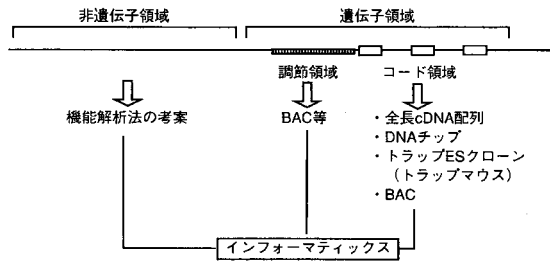 非遺伝子領域
遺伝子領域
調節領域
コード領域
機能解析法の考案
BAC等
・全長cDNA配列
・DNAチップ
・トラップESクローン
（トラップマウス）
・BAC
インフォーマティックス